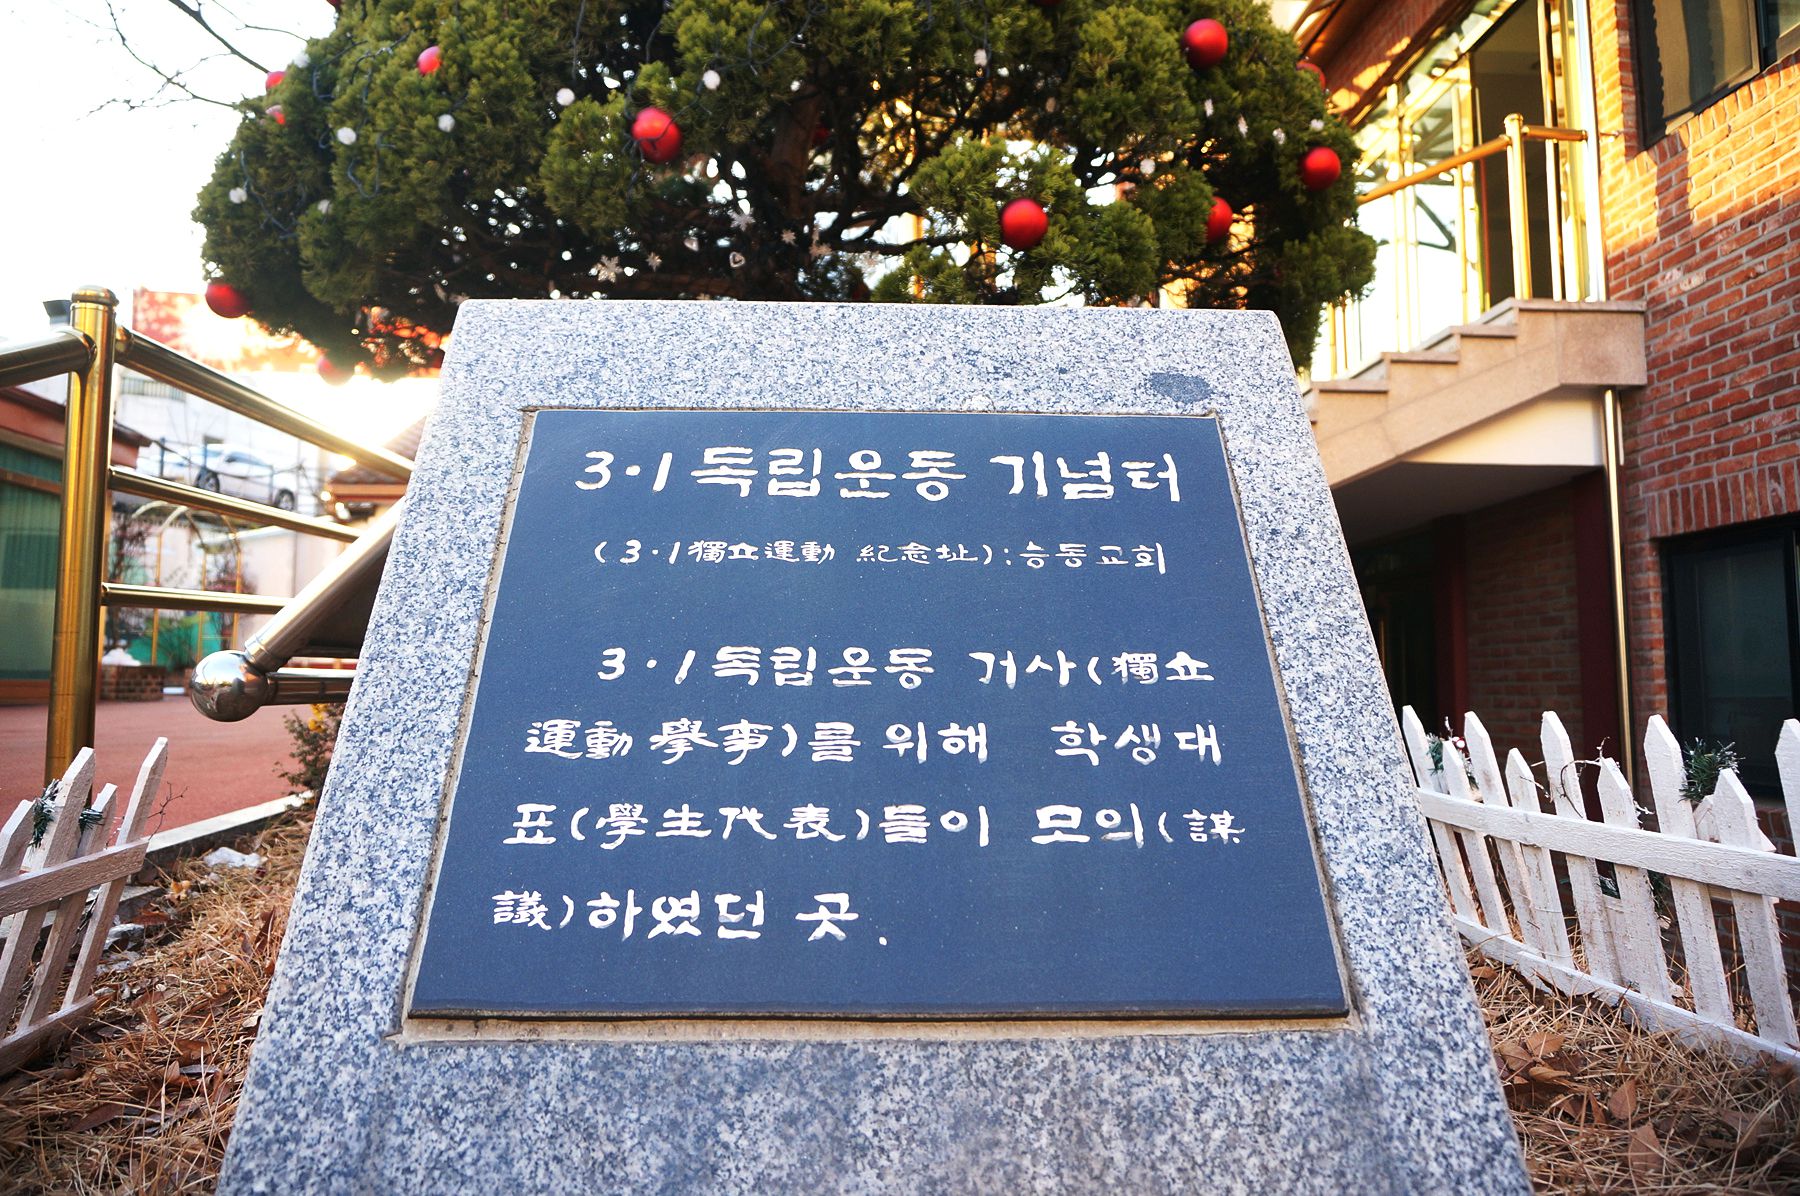 3·1독립운동 기념터
(3·1獨立運動 紀念址):승동교회
3·1독립운동 거사(獨立
運動 擧事)를 위해 학생대
표(學生代表)들이 모의(謀
議)하였던 곳.